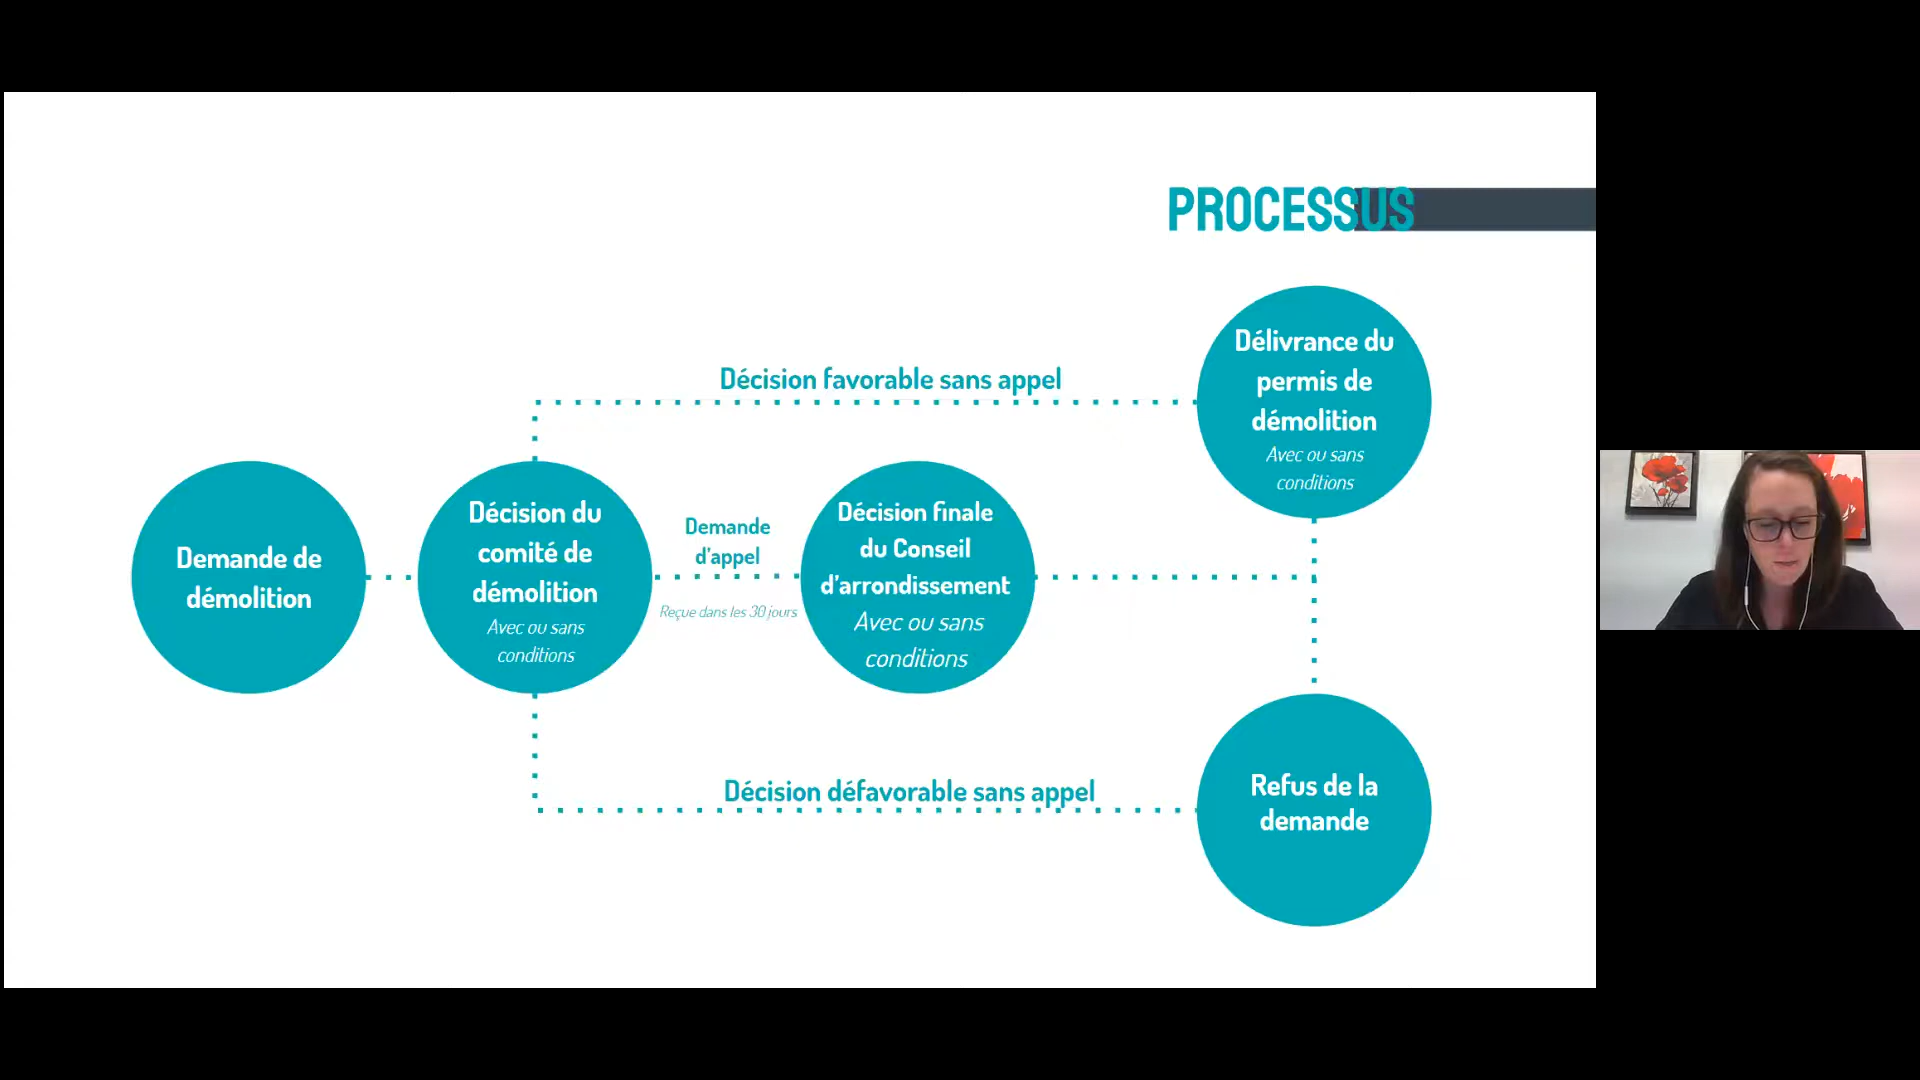 PROCESSUS
Demande de
démolition
Décision du
comité de
démolition
Avec ou sans
conditions
Demande
d'appel
Reçue dans les 30 jours
Décision finale
du Conseil
d'arrondissement
Avec ou sans
conditions
Décision favorable sans appel
Délivrance du
permis de
démolition
Avec ou sans
conditions
Décision défavorable sans appel
Refus de la
demande